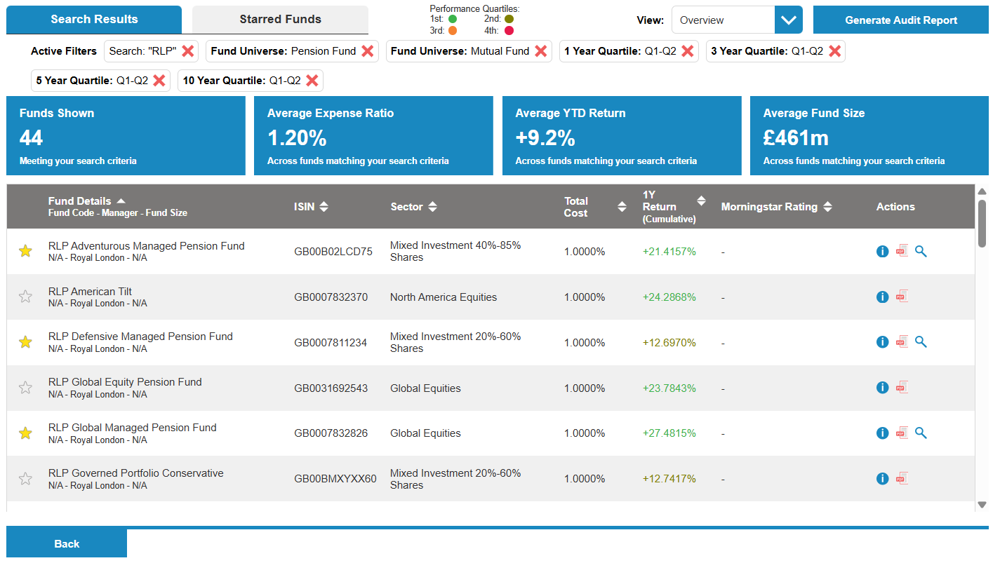 Search Results
Starred Funds
Performance Quartiles:
1st: 2nd:
3rd: 4th:
View: Overview
Generate Audit Report
Active Filters Search: "RLP" Fund Universe: Pension Fund Fund Universe: Mutual Fund 1 Year Quartile: Q1-Q2 3 Year Quartile: Q1-Q2
5 Year Quartile: Q1-Q2 10 Year Quartile: Q1-Q2
Funds Shown
44
Meeting your search criteria
Average Expense Ratio
1.20%
Across funds matching your search criteria
Average YTD Return
+9.2%
Across funds matching your search criteria
Average Fund Size
£461m
Across funds matching your search criteria
Fund Details
Fund Code - Manager - Fund Size
ISIN
Sector
Total
Cost
1Y
Return
(Cumulative)
Morningstar Rating
Actions
RLP Adventurous Managed Pension Fund
N/A - Royal London - N/A
GB00B02LCD75
Mixed Investment 40%-85%
Shares
1.0000%
+21.4157%
-
i
PDF
RLP American Tilt
N/A - Royal London - N/A
GB0007832370
North America Equities
1.0000%
+24.2868%
-
i
PDF
RLP Defensive Managed Pension Fund
N/A - Royal London - N/A
GB0007811234
Mixed Investment 20%-60%
Shares
1.0000%
+12.6970%
-
i
PDF
RLP Global Equity Pension Fund
N/A - Royal London - N/A
GB0031692543
Global Equities
1.0000%
+23.7843%
-
i
PDF
RLP Global Managed Pension Fund
N/A - Royal London - N/A
GB0007832826
Global Equities
1.0000%
+27.4815%
-
i
PDF
RLP Governed Portfolio Conservative
N/A - Royal London - N/A
GB00BMXYXX60
Mixed Investment 20%-60%
Shares
1.0000%
+12.7417%
-
i
PDF
Back